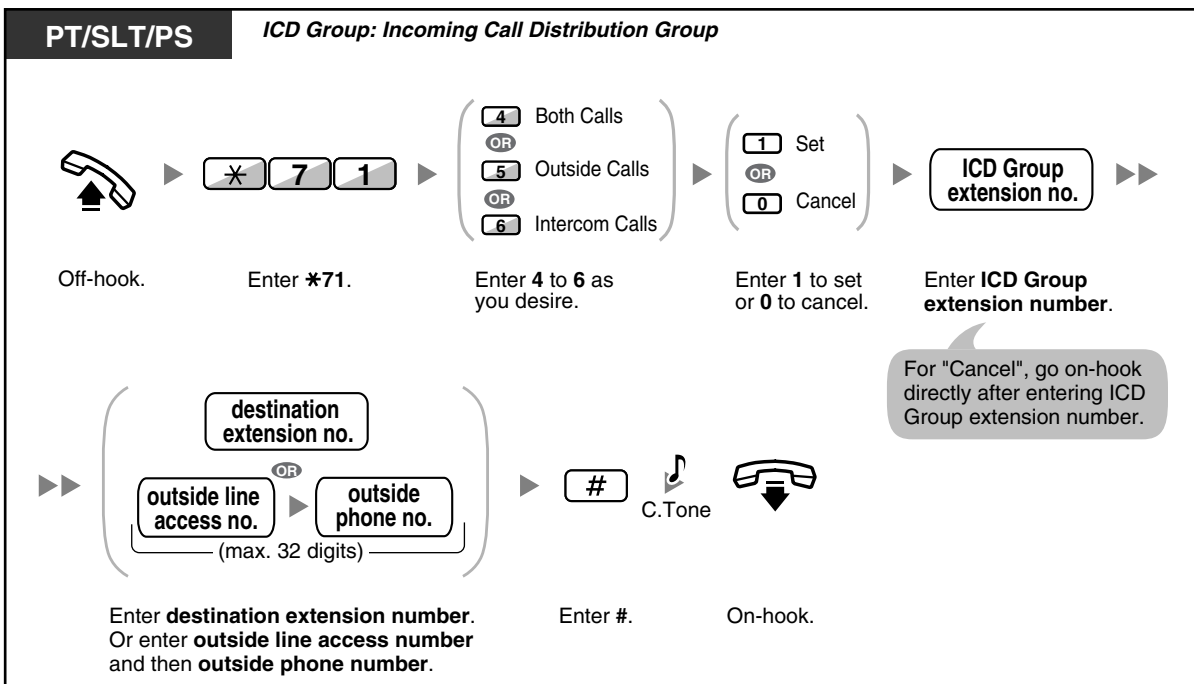 PT/SLT/PS
ICD Group: Incoming Call Distribution Group
4 Both Calls
OR
5 Outside Calls
OR
6 Intercom Calls
1 Set
OR
0 Cancel
ICD Group
extension no.
* 7 1
Off-hook.
Enter *71.
Enter 4 to 6 as
you desire.
Enter 1 to set
or 0 to cancel.
Enter ICD Group
extension number.
For "Cancel", go on-hook
directly after entering ICD
Group extension number.
destination
extension no.
OR
outside line
access no.
outside
phone no.
(max. 32 digits)
#
C.Tone
Enter destination extension number.
Or enter outside line access number
and then outside phone number.
Enter #.
On-hook.